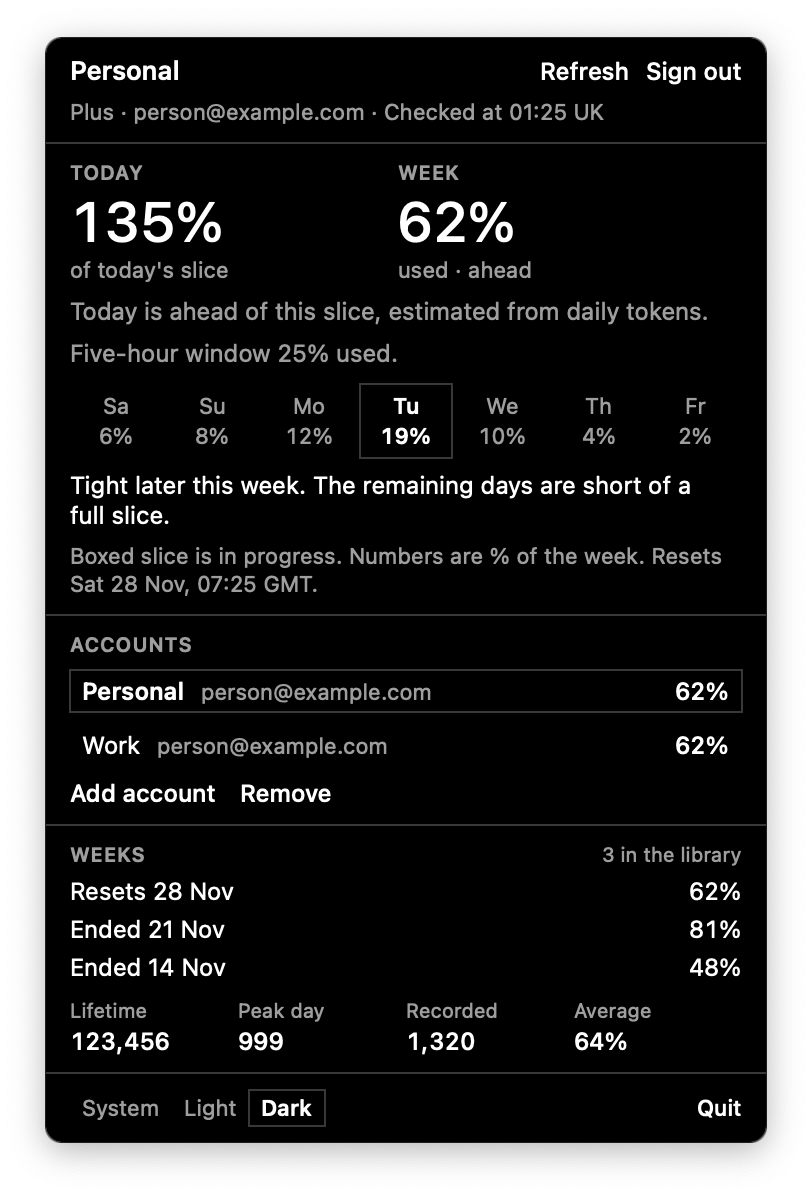 Personal Refresh Sign out
Plus · person@example.com · Checked at 01:25 UK
TODAY WEEK
135% 62%
of today's slice used · ahead
Today is ahead of this slice, estimated from daily tokens.
Five-hour window 25% used.
Sa Su Mo Tu We Th Fr
6% 8% 12% 19% 10% 4% 2%
Tight later this week. The remaining days are short of a
full slice.
Boxed slice is in progress. Numbers are % of the week. Resets
Sat 28 Nov, 07:25 GMT.
ACCOUNTS
Personal person@example.com 62%
Work person@example.com 62%
Add account Remove
WEEKS 3 in the library
Resets 28 Nov 62%
Ended 21 Nov 81%
Ended 14 Nov 48%
Lifetime Peak day Recorded Average
123,456 999 1,320 64%
System Light Dark Quit